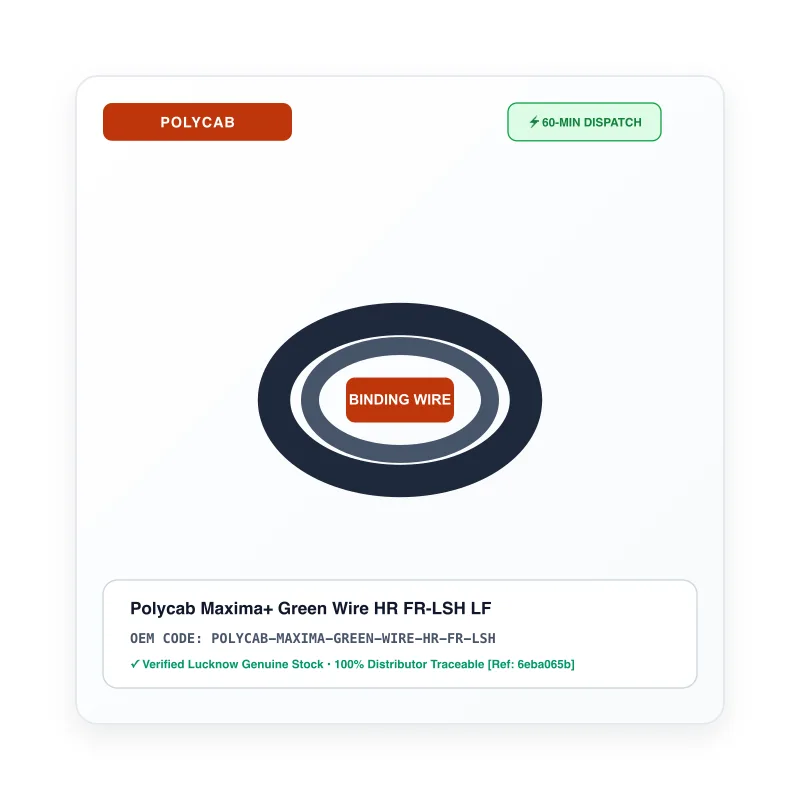 POLYCAB
⚡ 60-MIN DISPATCH
BINDING WIRE
Polycab Maxima+ Green Wire HR FR-LSH LF
OEM CODE: POLYCAB-MAXIMA-GREEN-WIRE-HR-FR-LSH
✓ Verified Lucknow Genuine Stock · 100% Distributor Traceable [Ref: 6eba065b]